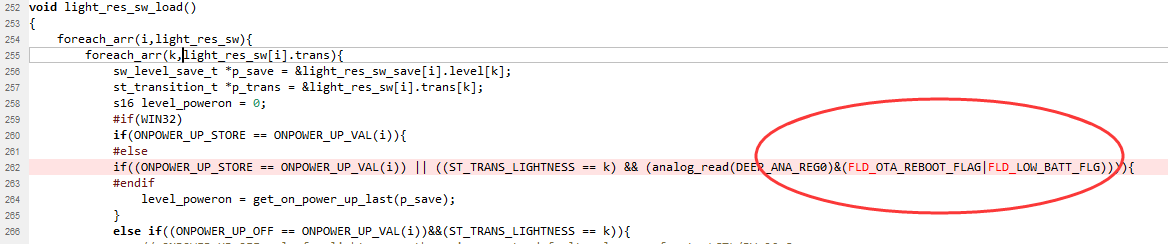 252 void light_res_sw_load()
253 {
254 foreach_arr(i,light_res_sw){
255 foreach_arr(k,light_res_sw[i].trans){
256 sw_level_save_t *p_save = &light_res_sw_save[i].level[k];
257 st_transition_t *p_trans = &light_res_sw[i].trans[k];
258 s16 level_poweron = 0;
259 #if(WIN32)
260 if(ONPOWER_UP_STORE == ONPOWER_UP_VAL(i)){
261 #else
262 if((ONPOWER_UP_STORE == ONPOWER_UP_VAL(i)) || ((ST_TRANS_LIGHTNESS == k) && (analog_read(DEEP_ANA_REG0)&(FLD_OTA_REBOOT_FLAG|FLD_LOW_BATT_FLG)))){
263 #endif
264 level_poweron = get_on_power_up_last(p_save);
265 }
266 else if((ONPOWER_UP_OFF == ONPOWER_UP_VAL(i))&&(ST_TRANS_LIGHTNESS == k)){